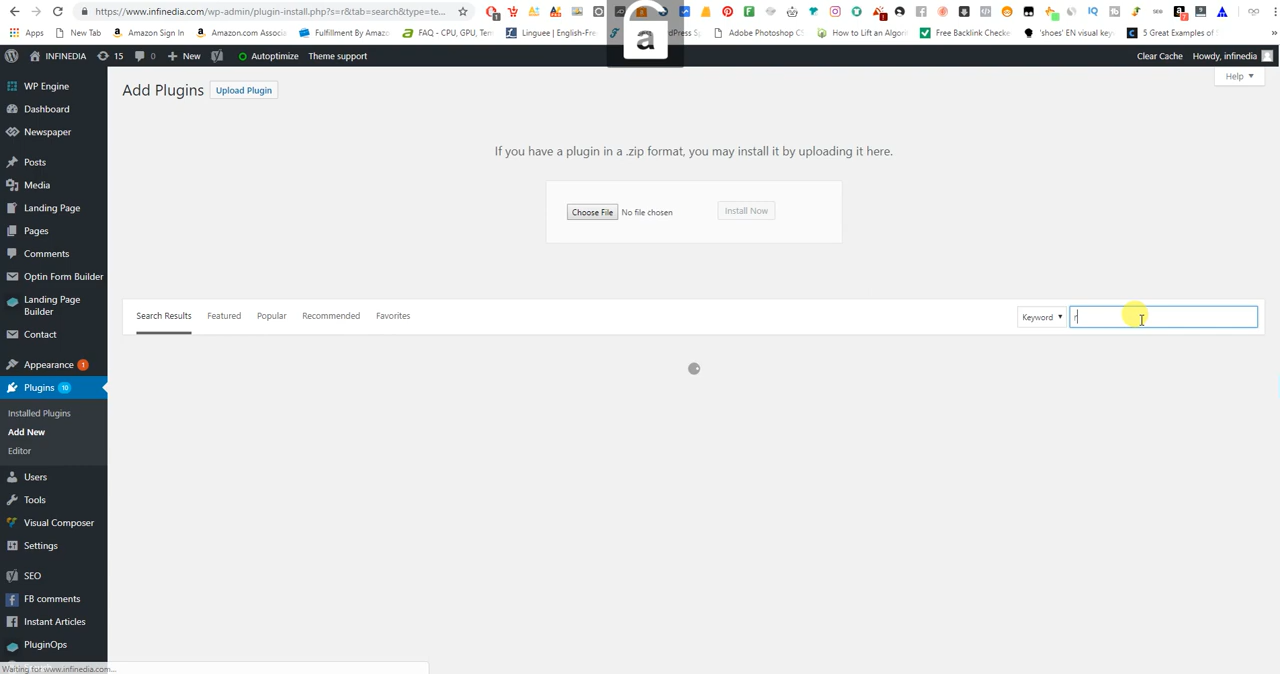 https://www.infinedia.com/wp-admin/plugin-install.php?s=r&tab=search&type=te...
Apps New Tab Amazon Sign In Amazon.com Associ FAQ - CPU, GPU, Ter Fulfillment By Amazo Linguee | English-Fre Adobe Photoshop C How to Lift an Algor Free Backlink Checke 'shoes' EN visual key 5 Great Examples of
a
INFINEDIA 15 0 New Autoptimize Theme support Clear Cache Howdy, infinedia
Help
Add Plugins Upload Plugin
If you have a plugin in a .zip format, you may install it by uploading it here.
Choose File No file chosen Install Now
Search Results Featured Popular Recommended Favorites Keyword r
WP Engine
Dashboard
Newspaper
Posts
Media
Landing Page
Pages
Comments
Optin Form Builder
Landing Page
Builder
Contact
Appearance 1
Plugins 10
Installed Plugins
Add New
Editor
Users
Tools
Visual Composer
Settings
SEO
FB comments
Instant Articles
PluginOps
Waiting for www.infinedia.com...